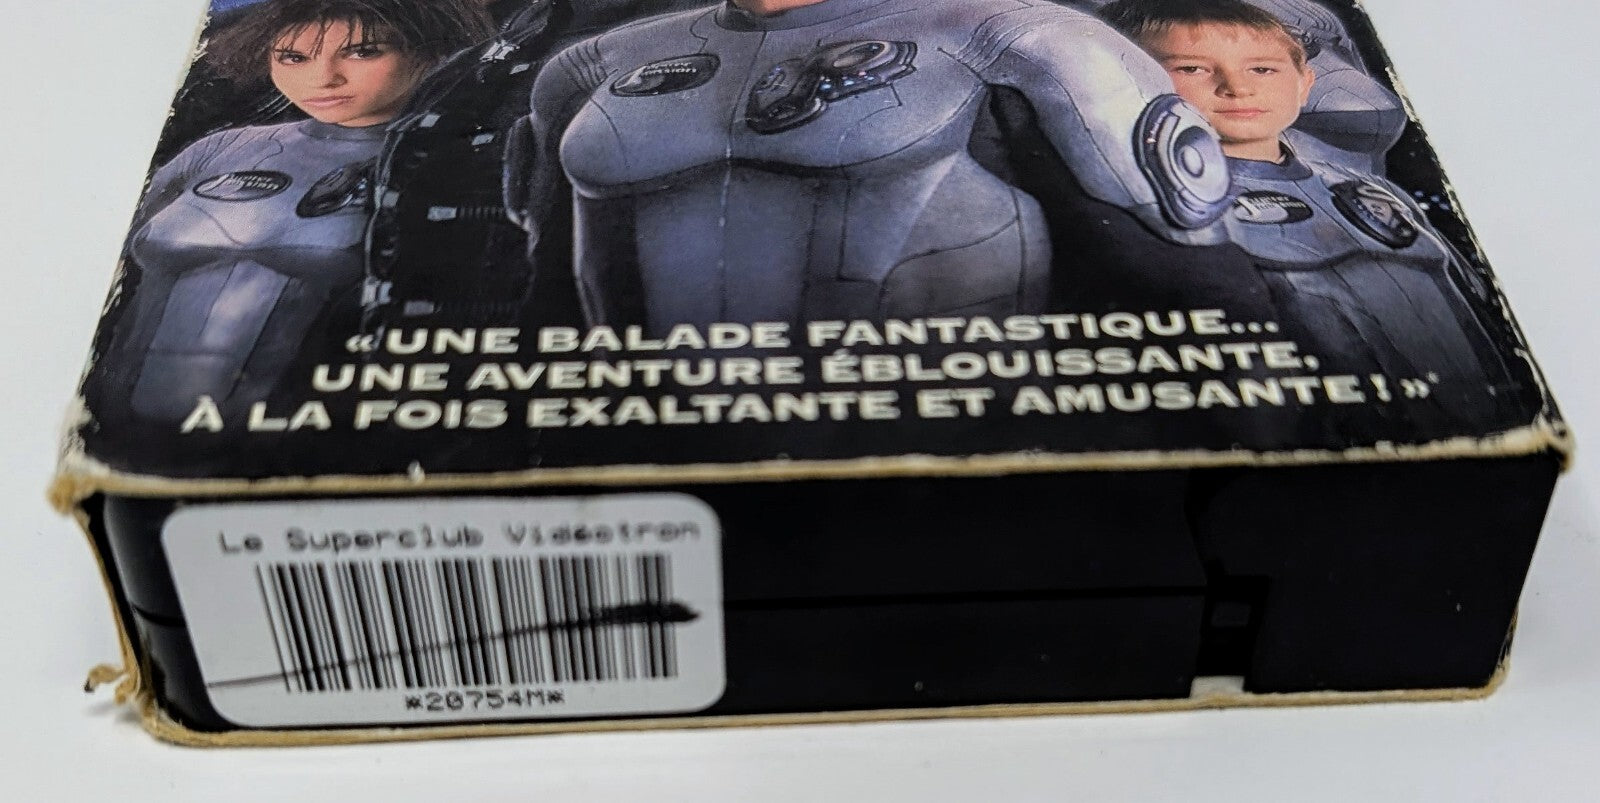 « UNE BALADE FANTASTIQUE...
UNE AVENTURE ÉBLOUISSANTE,
À LA FOIS EXALTANTE ET AMUSANTE ! »
Le Superclub Vidéotron
*20754M*